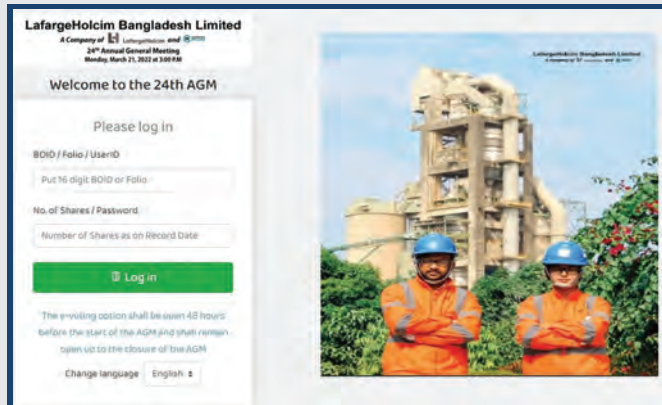 LafargeHolcim Bangladesh Limited
A Company of LafargeHolcim and
24th Annual General Meeting
Monday, March 21, 2022 at 3:00 P.M
Welcome to the 24th AGM
Please log in
BOID / Folio / UserID
Put 16 digit BOID or Folio
No. of Shares / Password
Number of Shares as on Record Date
Log in
The e-voting option shall be open 48 hours
before the start of the AGM and shall remain
open up to the closure of the AGM
Change language English
LafargeHolcim Bangladesh Limited
A Company of and